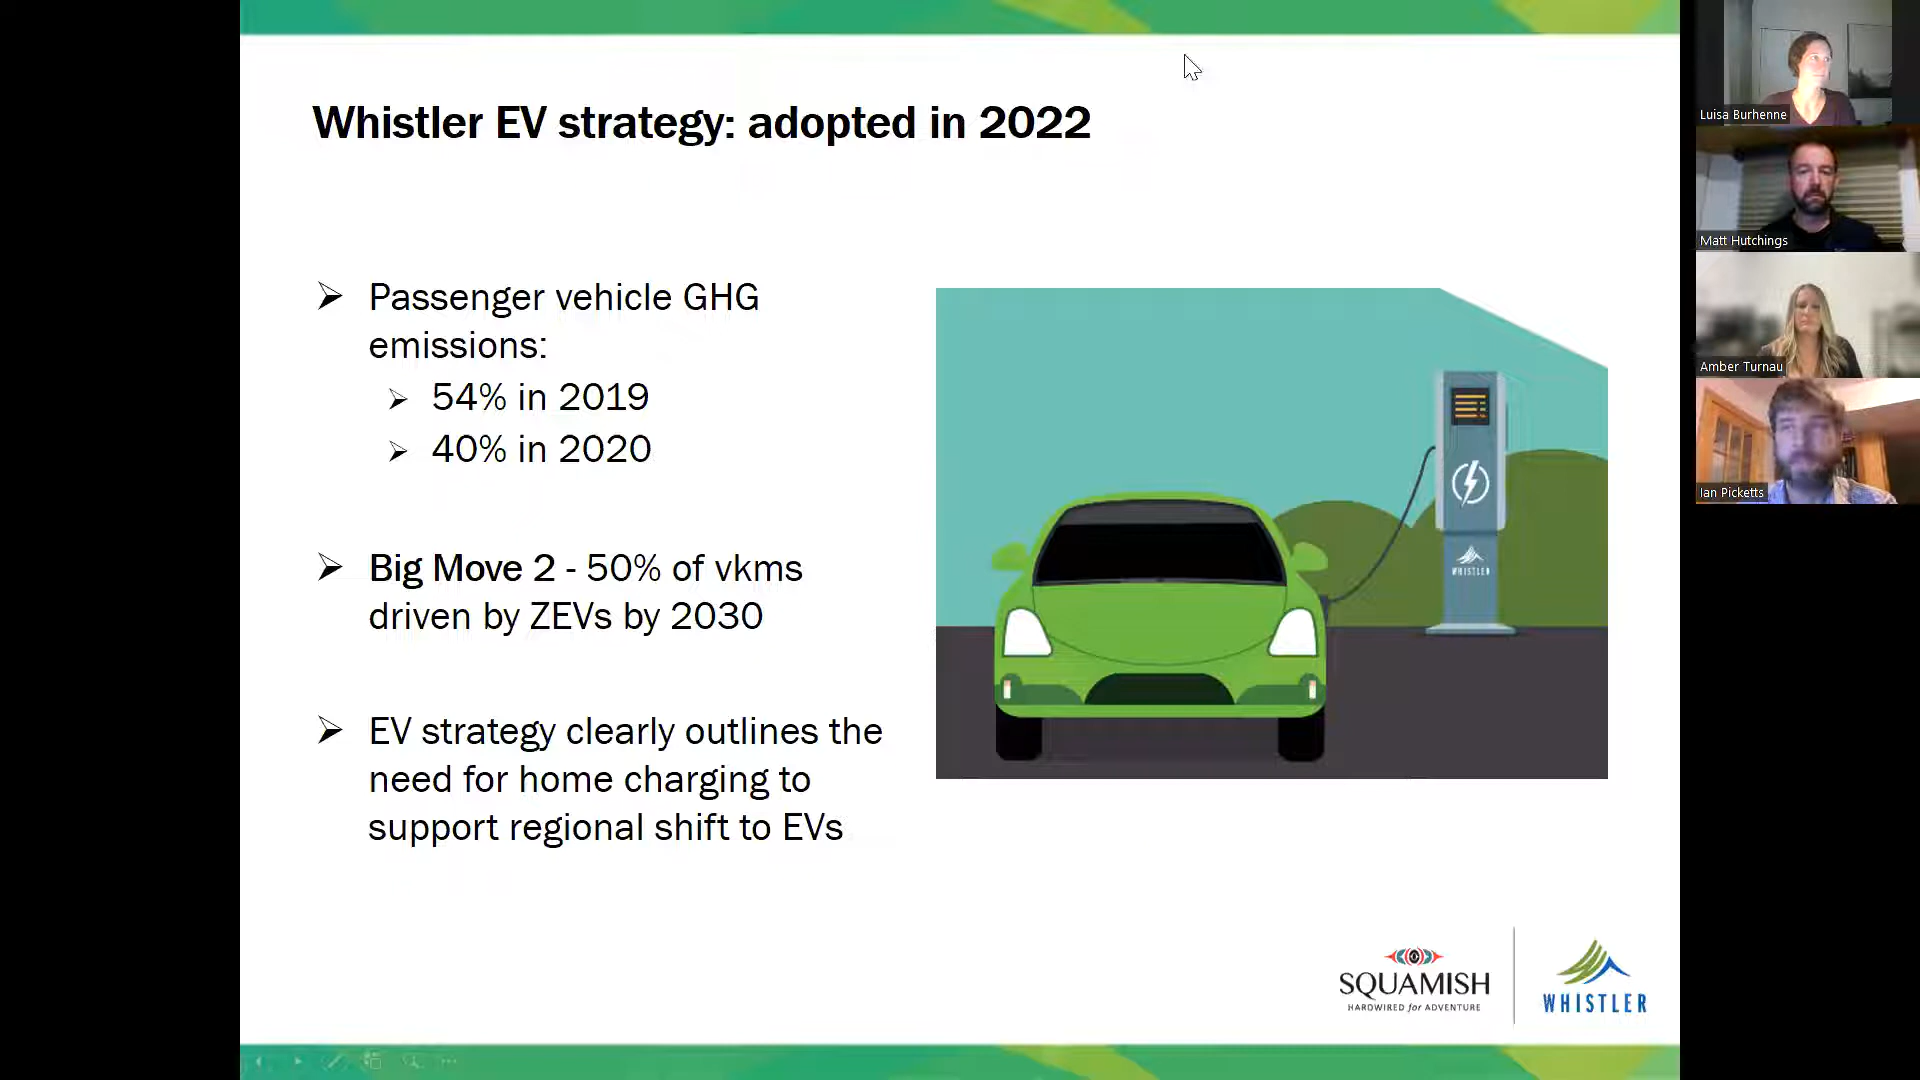 Whistler EV strategy: adopted in 2022
Passenger vehicle GHG
emissions:
54% in 2019
40% in 2020
Big Move 2 - 50% of vkms
driven by ZEVs by 2030
EV strategy clearly outlines the
need for home charging to
support regional shift to EVs
WHISTLER
SQUAMISH
HARDWIRED for ADVENTURE
WHISTLER
Luisa Burhenne
Matt Hutchings
Amber Turnau
Ian Picketts